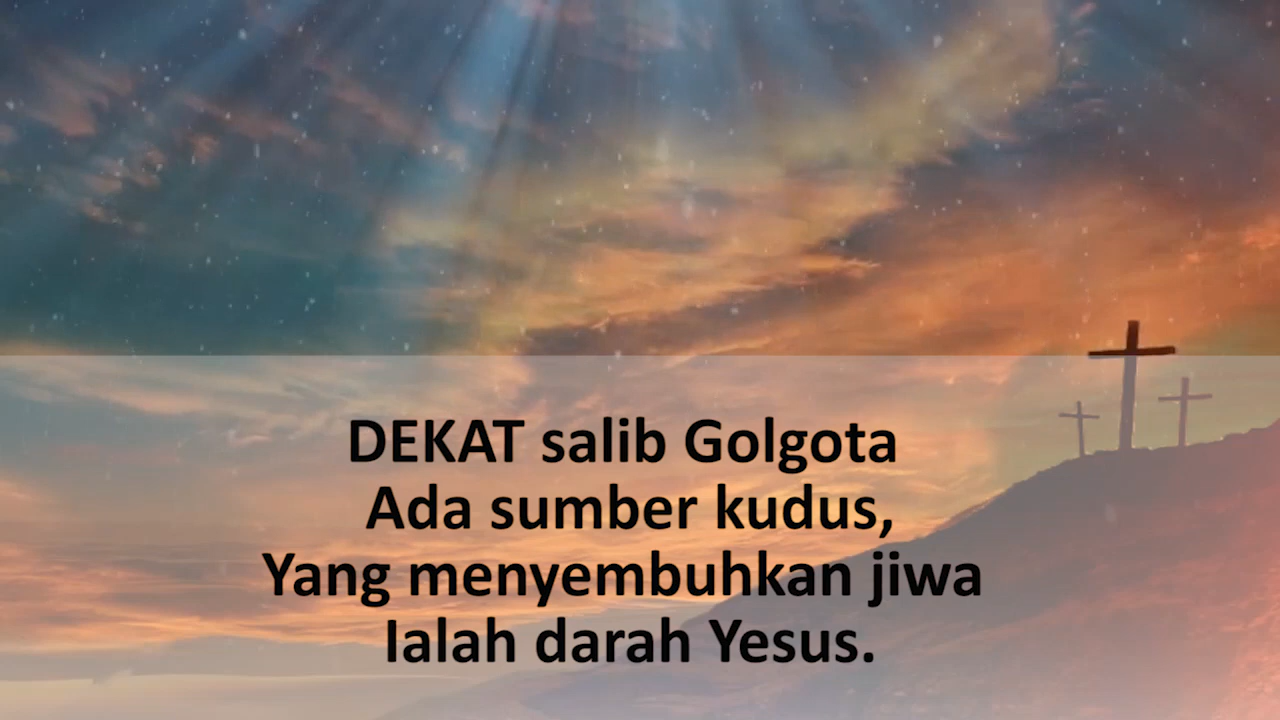 DEKAT salib Golgota
Ada sumber kudus,
Yang menyembuhkan jiwa
Ialah darah Yesus.